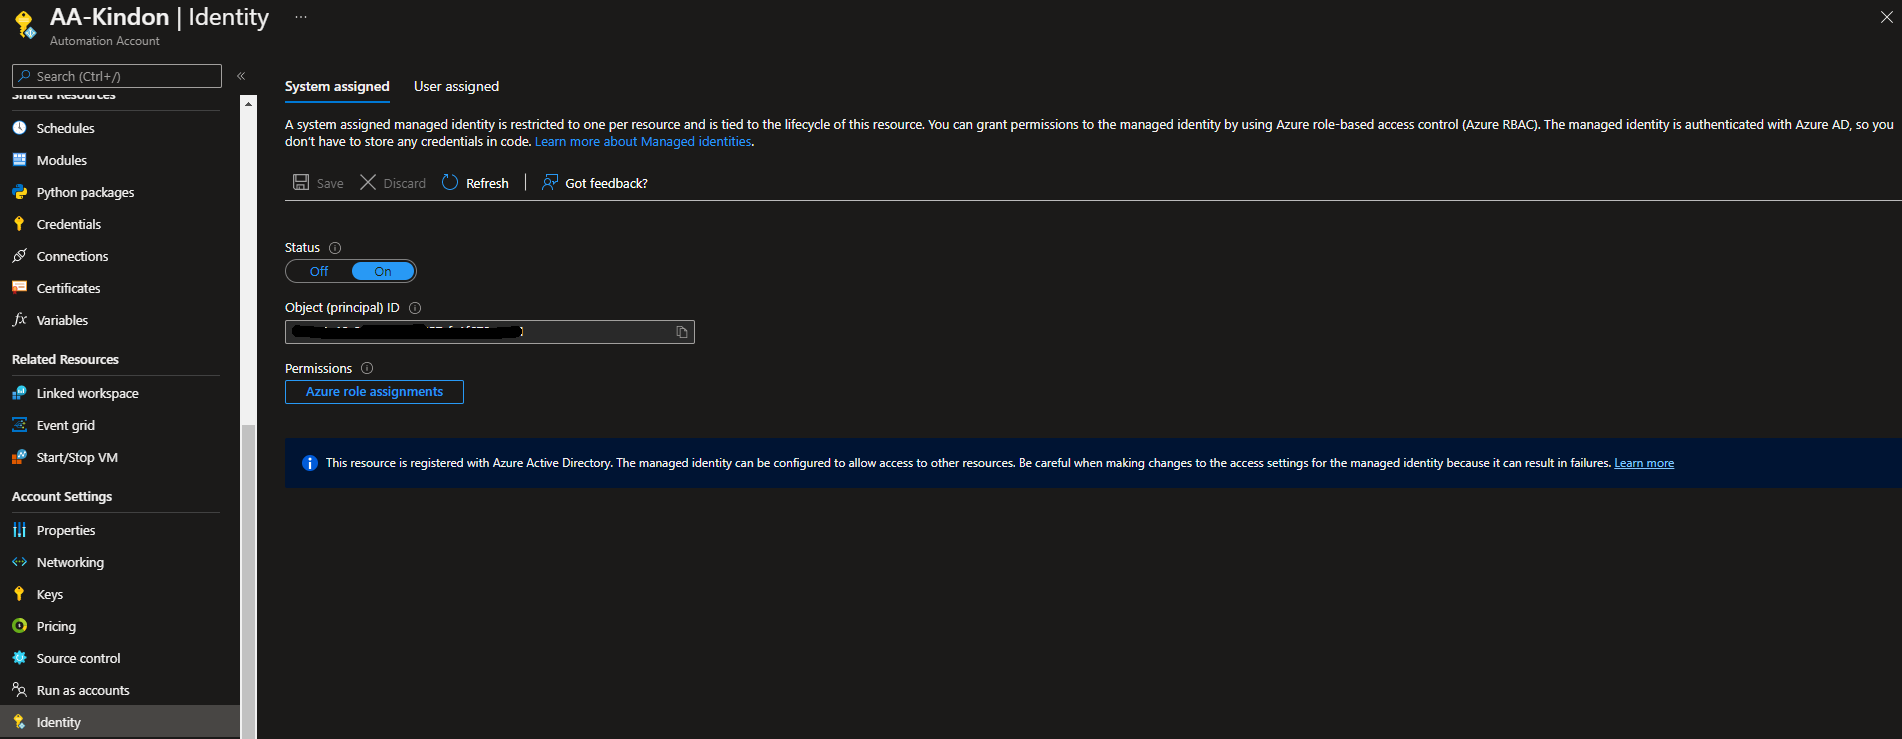 AA-Kindon | Identity ...
Automation Account
Search (Ctrl+/)
«
Shared Resources
Schedules
Modules
Python packages
Credentials
Connections
Certificates
Variables
Related Resources
Linked workspace
Event grid
Start/Stop VM
Account Settings
Properties
Networking
Keys
Pricing
Source control
Run as accounts
Identity
System assigned User assigned
A system assigned managed identity is restricted to one per resource and is tied to the lifecycle of this resource. You can grant permissions to the managed identity by using Azure role-based access control (Azure RBAC). The managed identity is authenticated with Azure AD, so you
don't have to store any credentials in code. Learn more about Managed identities.
Save Discard Refresh | Got feedback?
Status
Off On
Object (principal) ID
Permissions
Azure role assignments
This resource is registered with Azure Active Directory. The managed identity can be configured to allow access to other resources. Be careful when making changes to the access settings for the managed identity because it can result in failures. Learn more